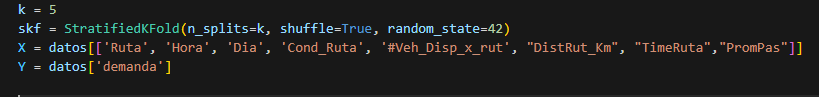 k = 5
skf = StratifiedKFold(n_splits=k, shuffle=True, random_state=42)
X = datos[['Ruta', 'Hora', 'Dia', 'Cond_Ruta', '#Veh_Disp_x_rut', "DistRut_Km", "TimeRuta","PromPas"]]
Y = datos['demanda']